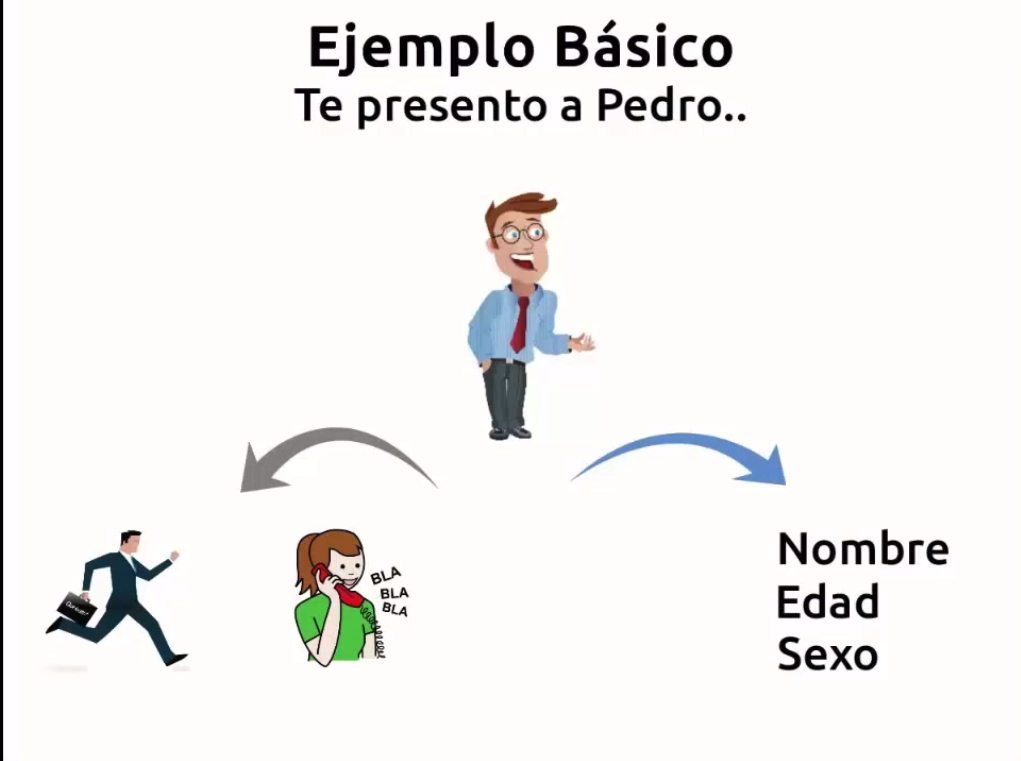 Ejemplo Básico
Te presento a Pedro..
BLA
BLA
BLA
Nombre
Edad
Sexo